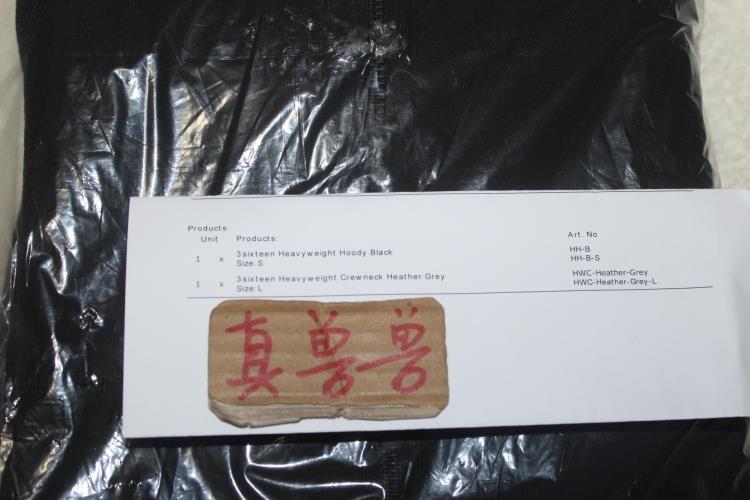 Products:
Unit Products: Art. No
1 x 3sixteen Heavyweight Hoody Black HH-B
Size: S HH-B-S
1 x 3sixteen Heavyweight Crewneck Heather Grey HWC-Heather-Grey
Size: L HWC-Heather-Grey-L
真兽兽